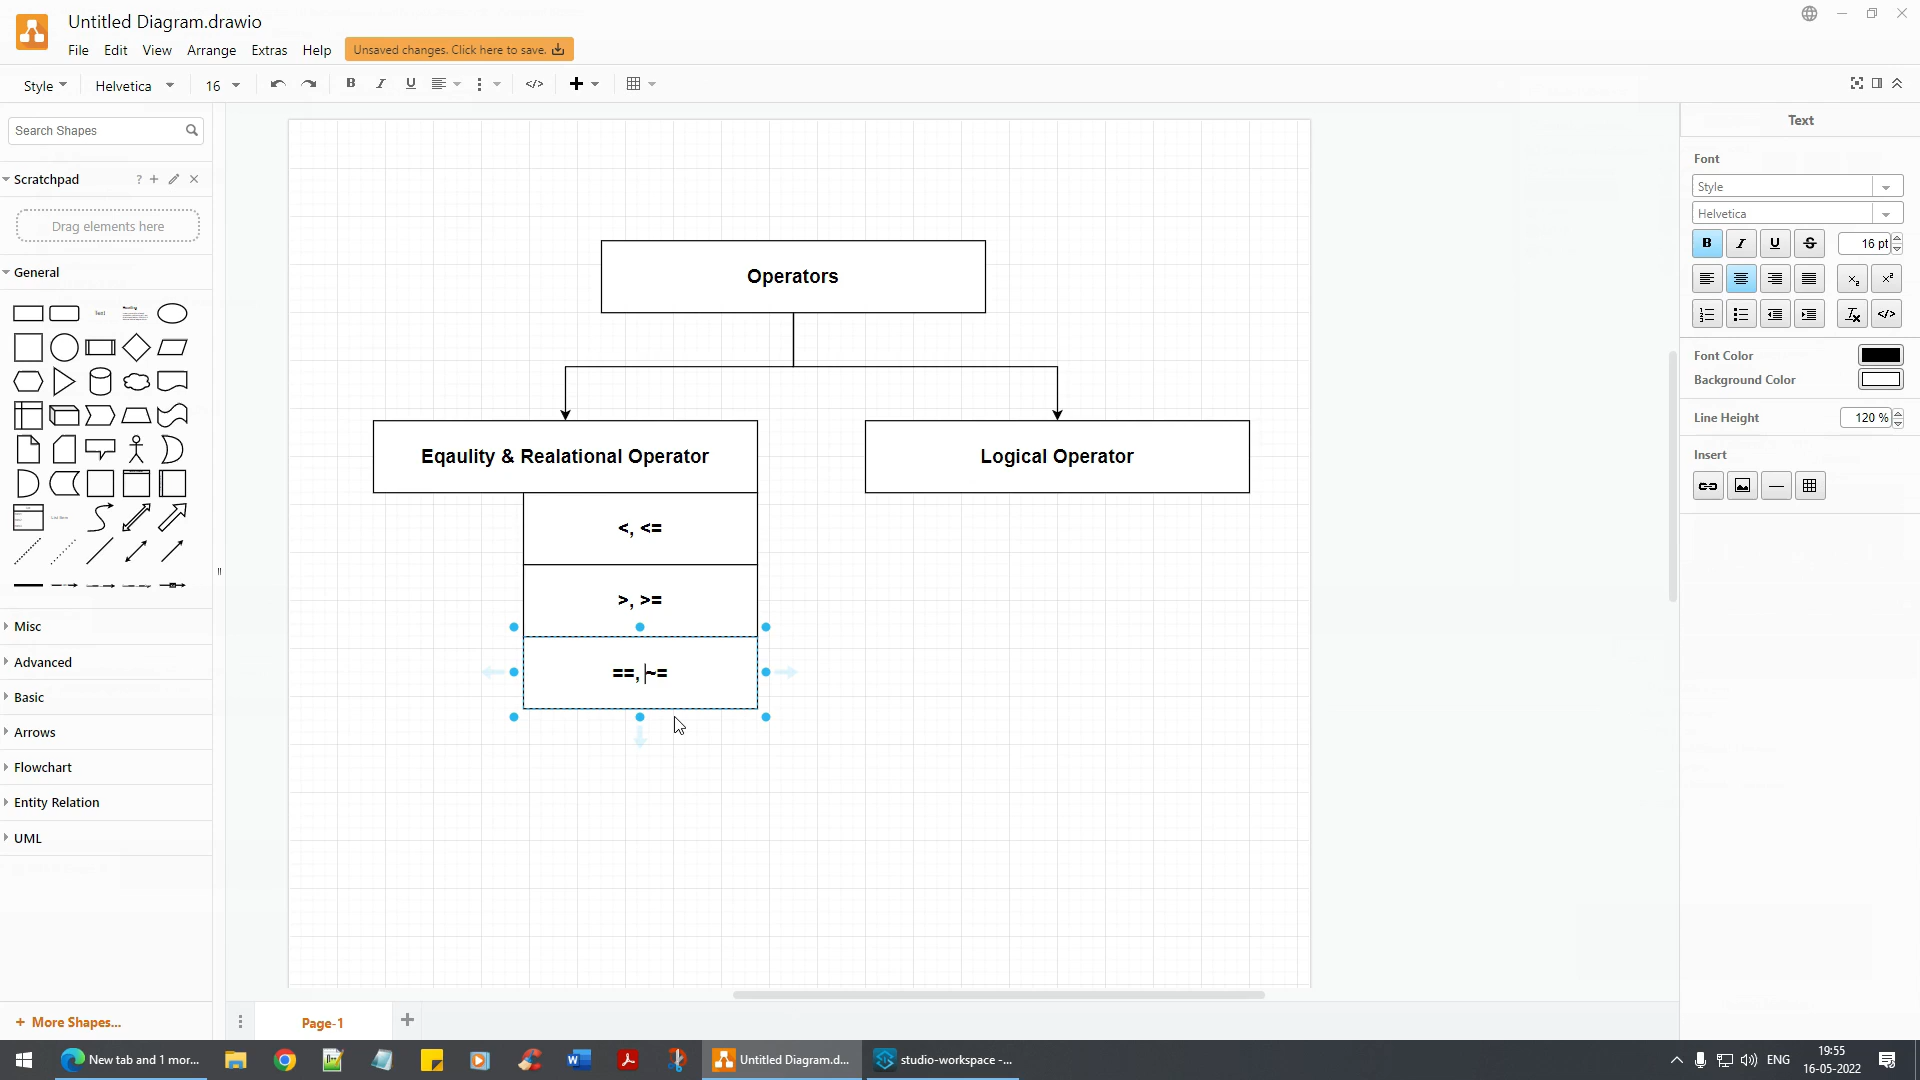 Untitled Diagram.drawio
File Edit View Arrange Extras Help Unsaved changes. Click here to save.
Style Helvetica 16 B I U
Search Shapes
Scratchpad ?
Drag elements here
General
Text
Heading
Misc
Advanced
Basic
Arrows
Flowchart
Entity Relation
UML
+ More Shapes...
Operators
Eqaulity & Realational Operator
Logical Operator
<, <=
>, >=
==, ~=
Page-1
Text
Font
Style
Helvetica
B I U S 16 pt
Font Color
Background Color
Line Height 120 %
Insert
New tab and 1 mor...
Untitled Diagram.d...
studio-workspace -...
ENG
19:55
16-05-2022